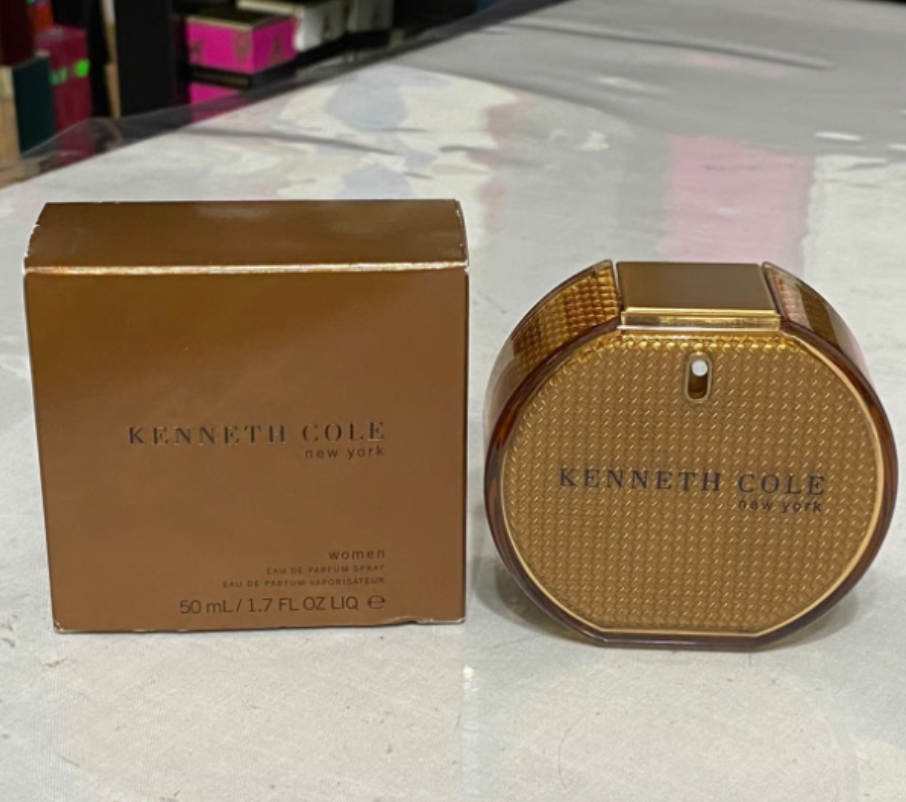 KENNETH COLE
new york
women
EAU DE PARFUM SPRAY
EAU DE PARFUM VAPORISATEUR
50 mL / 1.7 FL OZ LIQ ℮
KENNETH COLE
new york